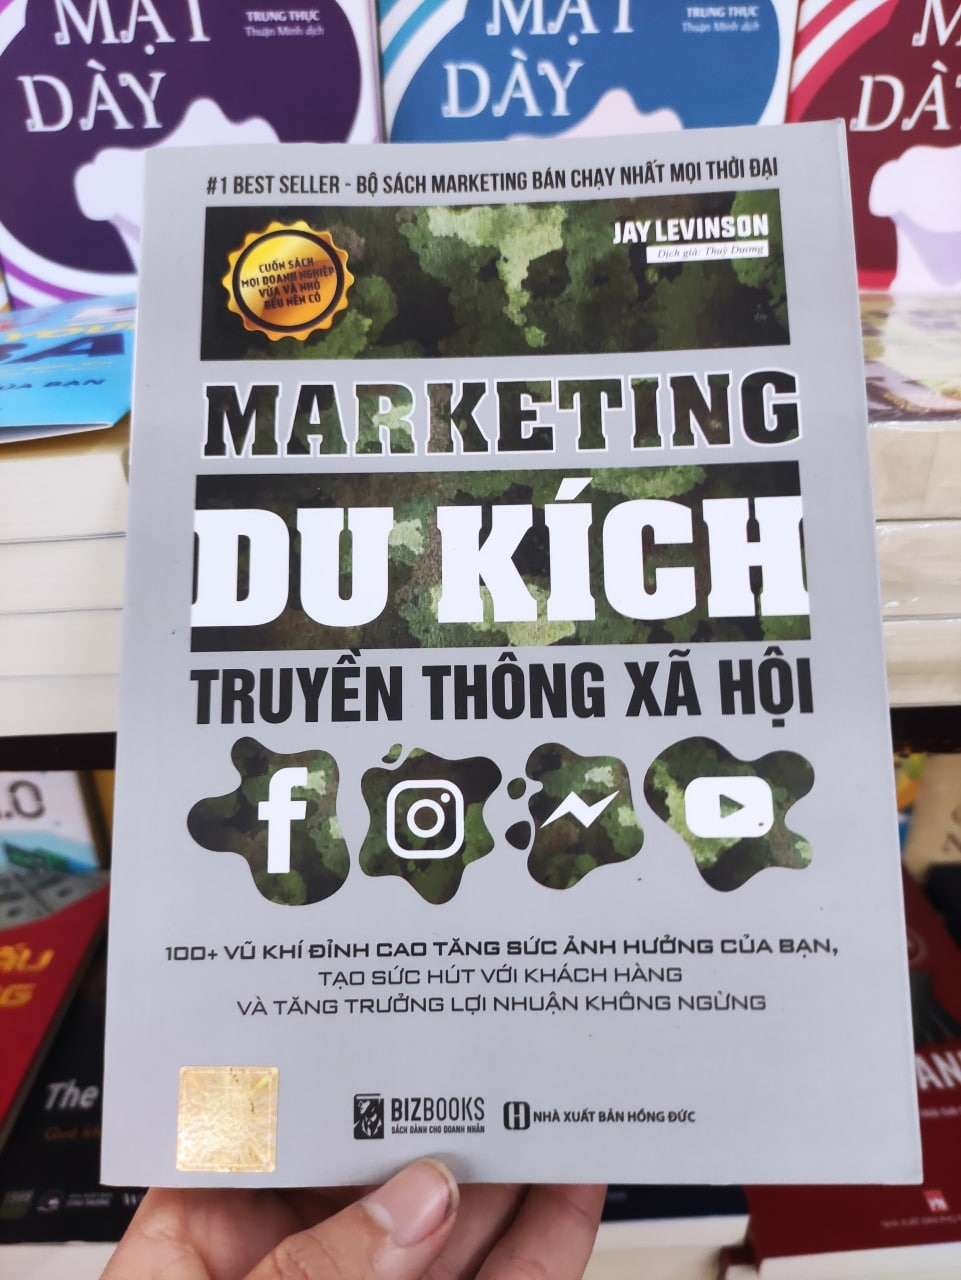 MẶT
DÀY
TRUNG THỰC
Thuận Minh dịch
MẶT
DÀY
TRUNG THỰC
Thuận Minh dịch
#1 BEST SELLER - BỘ SÁCH MARKETING BÁN CHẠY NHẤT MỌI THỜI ĐẠI
CUỐN SÁCH
MỌI DOANH NGHIỆP
VỪA VÀ NHỎ
ĐỀU NÊN CÓ
JAY LEVINSON
Dịch giả: Thuỳ Dương
MARKETING
DU KÍCH
TRUYỀN THÔNG XÃ HỘI
100+ VŨ KHÍ ĐỈNH CAO TĂNG SỨC ẢNH HƯỞNG CỦA BẠN,
TẠO SỨC HÚT VỚI KHÁCH HÀNG
VÀ TĂNG TRƯỞNG LỢI NHUẬN KHÔNG NGỪNG
BIZBOOKS
SÁCH DÀNH CHO DOANH NHÂN
NHÀ XUẤT BẢN HỒNG ĐỨC
The